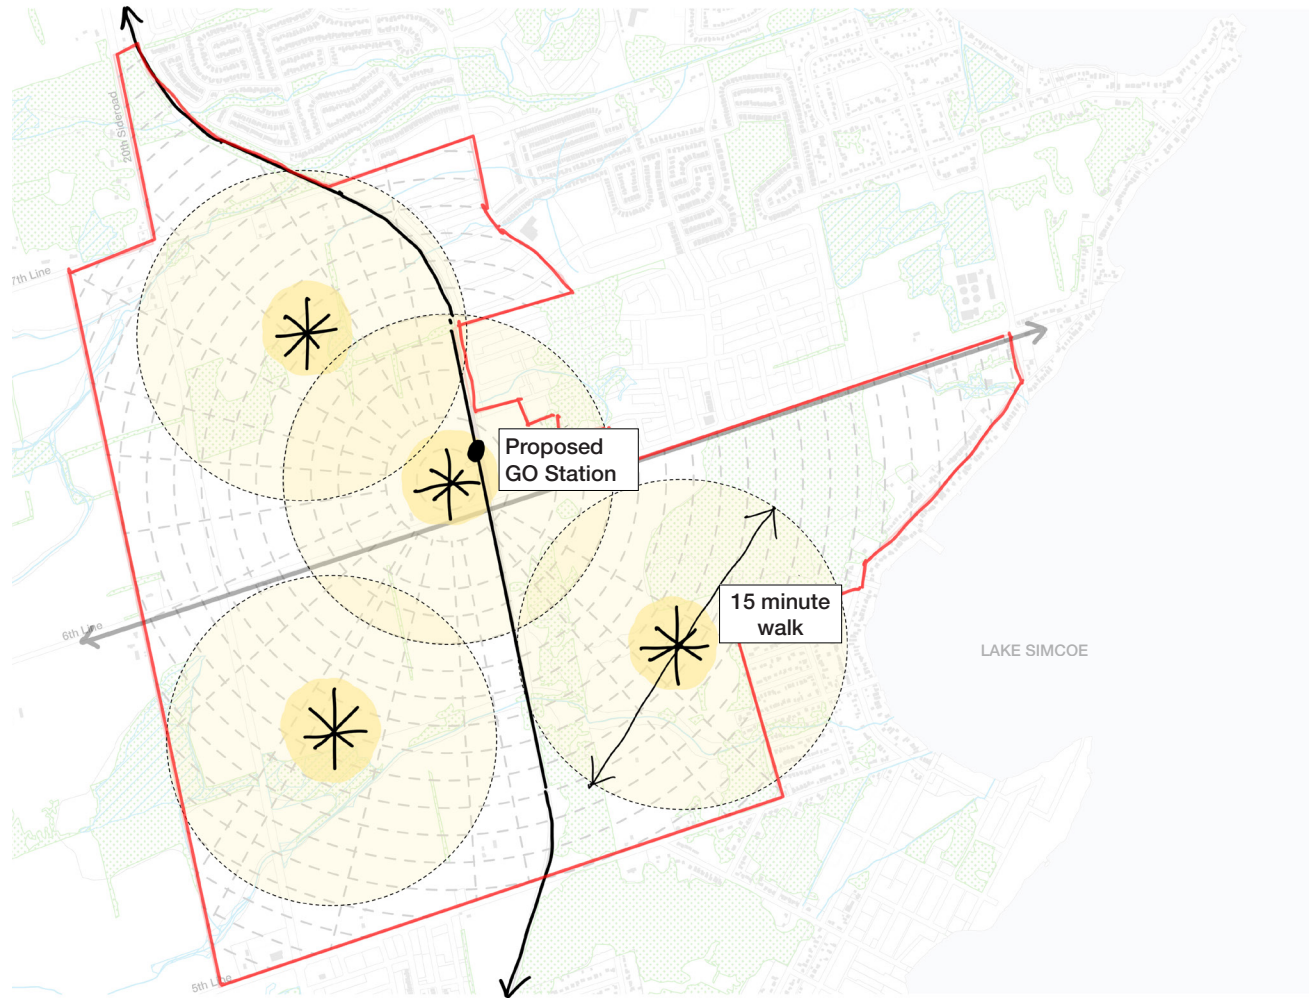 20th Sideroad
7th Line
Proposed
GO Station
15 minute
walk
6th Line
LAKE SIMCOE
5th Line